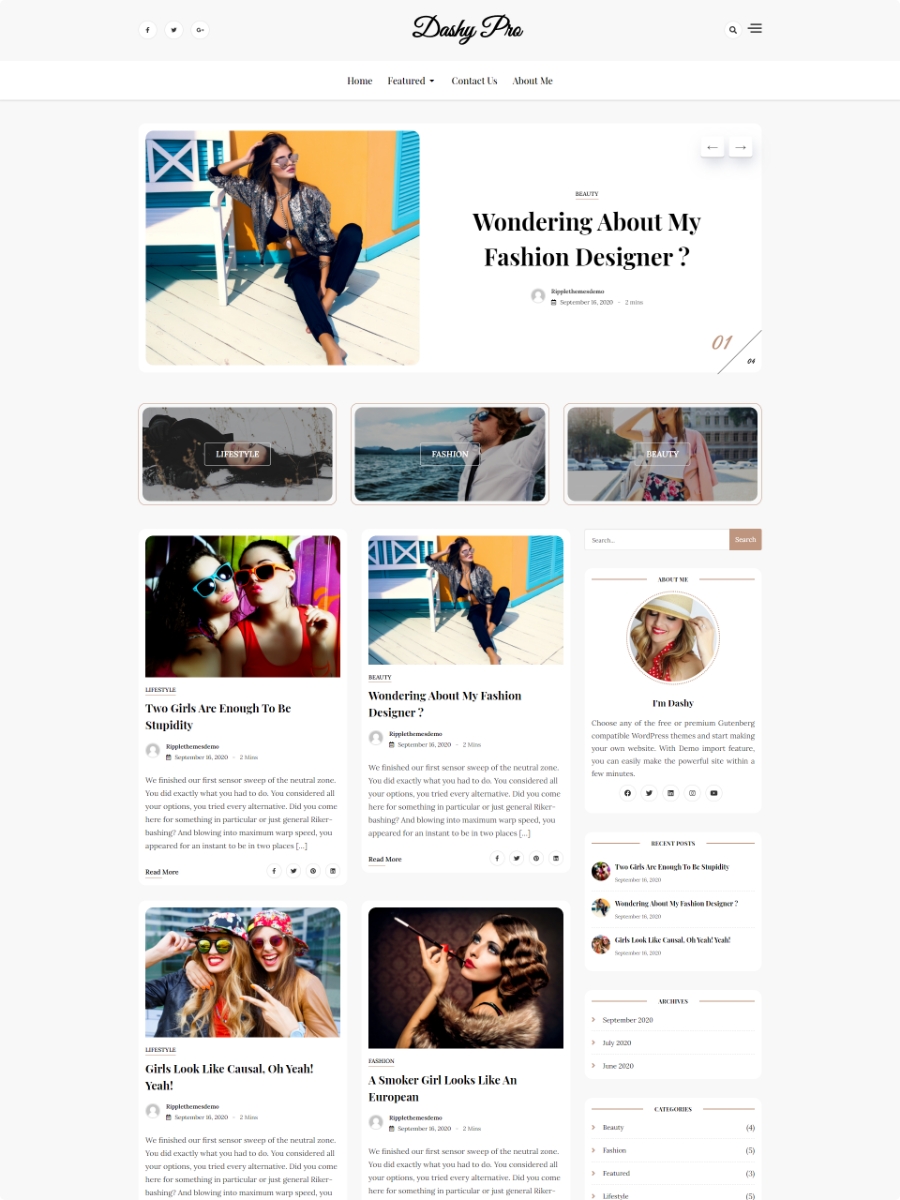 Dashy Pro
Home
Featured
Contact Us
About Me
BEAUTY
Wondering About My
Fashion Designer ?
Ripplethemesdemo
September 16, 2020 - 2 mins
01
04
LIFESTYLE
FASHION
BEAUTY
LIFESTYLE
Two Girls Are Enough To Be
Stupidity
Ripplethemesdemo
September 16, 2020 - 2 Mins
We finished our first sensor sweep of the neutral zone.
You did exactly what you had to do. You considered all
your options, you tried every alternative. Did you come
here for something in particular or just general Riker-
bashing? And blowing into maximum warp speed, you
appeared for an instant to be in two places [...]
Read More
BEAUTY
Wondering About My Fashion
Designer ?
Ripplethemesdemo
September 16, 2020 - 2 Mins
We finished our first sensor sweep of the neutral zone.
You did exactly what you had to do. You considered all
your options, you tried every alternative. Did you come
here for something in particular or just general Riker-
bashing? And blowing into maximum warp speed, you
appeared for an instant to be in two places [...]
Read More
LIFESTYLE
Girls Look Like Causal, Oh Yeah!
Yeah!
Ripplethemesdemo
September 16, 2020 - 2 Mins
We finished our first sensor sweep of the neutral zone.
You did exactly what you had to do. You considered all
your options, you tried every alternative. Did you come
here for something in particular or just general Riker-
bashing? And blowing into maximum warp speed, you
FASHION
A Smoker Girl Looks Like An
European
Ripplethemesdemo
September 16, 2020 - 2 Mins
We finished our first sensor sweep of the neutral zone.
You did exactly what you had to do. You considered all
your options, you tried every alternative. Did you come
here for something in particular or just general Riker-
Search...
Search
ABOUT ME
I'm Dashy
Choose any of the free or premium Gutenberg
compatible WordPress themes and start making
your own website. With Demo import feature,
you can easily make the powerful site within a
few minutes.
RECENT POSTS
Two Girls Are Enough To Be Stupidity
September 16, 2020
Wondering About My Fashion Designer ?
September 16, 2020
Girls Look Like Causal, Oh Yeah! Yeah!
September 16, 2020
ARCHIVES
September 2020
July 2020
June 2020
CATEGORIES
Beauty (4)
Fashion (5)
Featured (3)
Lifestyle (5)